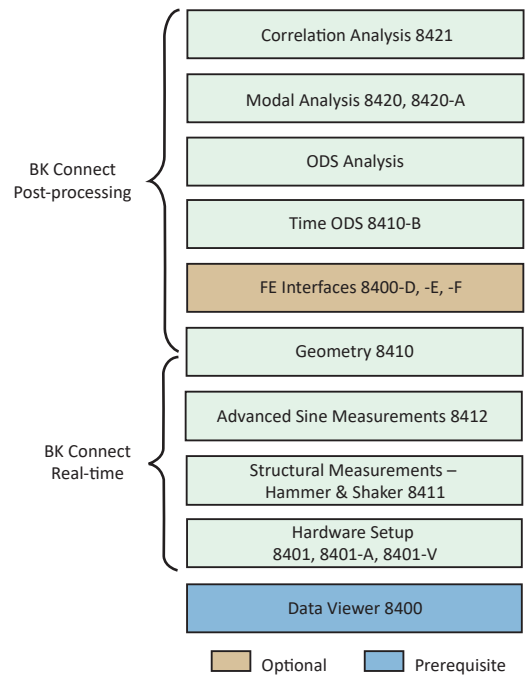 Correlation Analysis 8421
Modal Analysis 8420, 8420-A
ODS Analysis
BK Connect
Post-processing
Time ODS 8410-B
FE Interfaces 8400-D, -E, -F
Geometry 8410
Advanced Sine Measurements 8412
BK Connect
Real-time
Structural Measurements –
Hammer & Shaker 8411
Hardware Setup
8401, 8401-A, 8401-V
Data Viewer 8400
Optional
Prerequisite